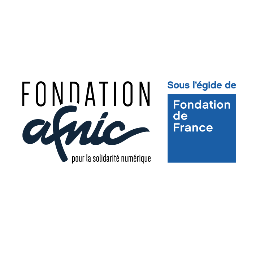 FONDATION
afnic
pour la solidarité numérique
Sous l'égide de
Fondation
de
France